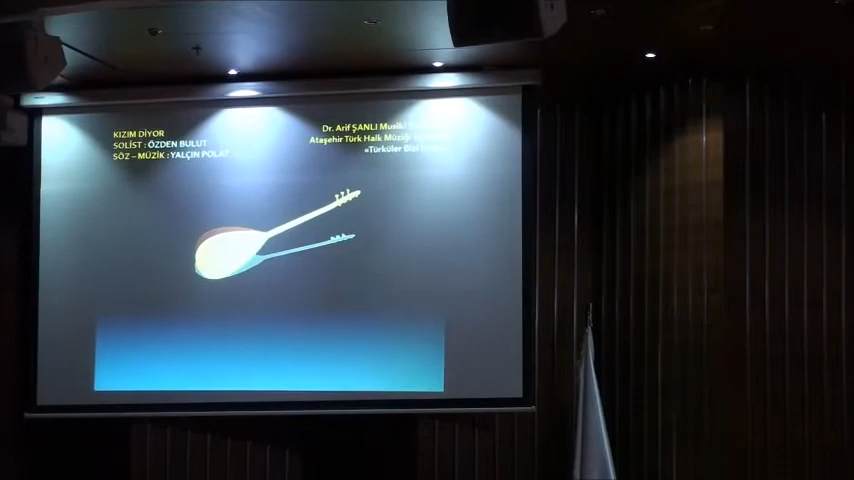 KIZIM DİYOR
SOLİST : ÖZDEN BULUT
SÖZ – MÜZİK : YALÇIN POLAT
Dr. Arif ŞANLI Musiki
Ataşehir Türk Halk Müziği
«Türküler Bizi